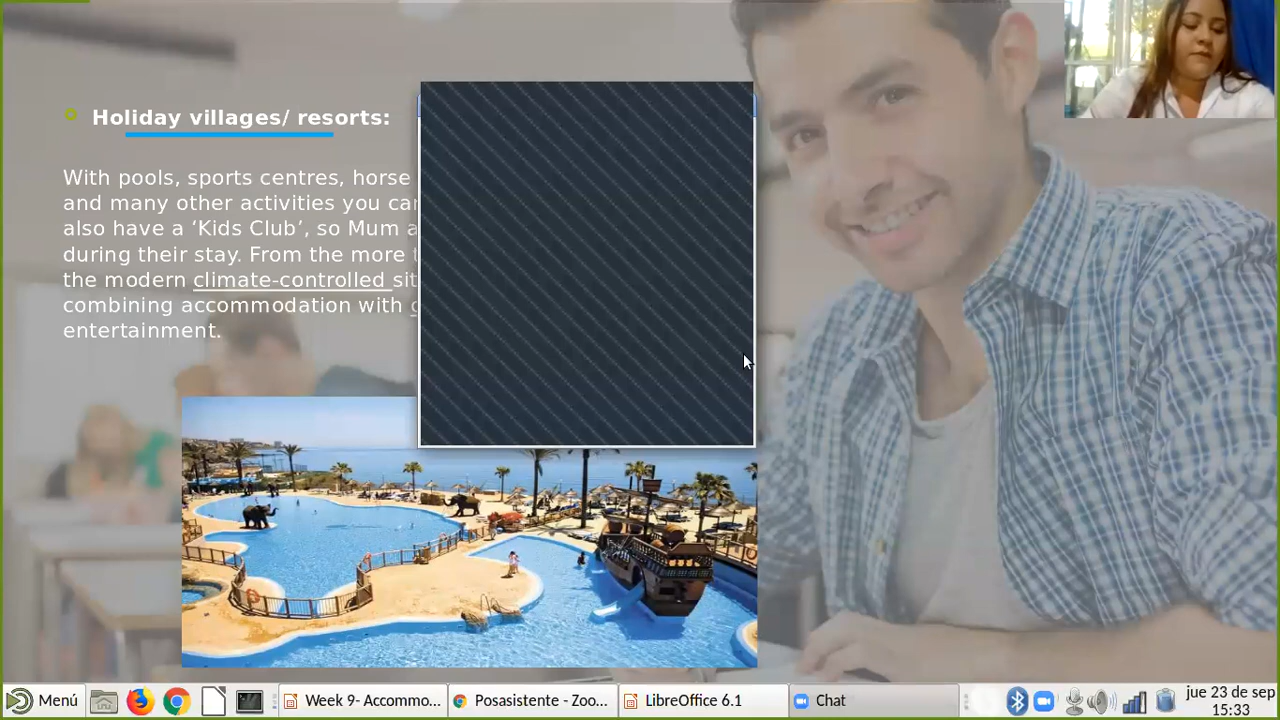 Holiday villages/ resorts:
With pools, sports centres, horse
and many other activities you
also have a ‘Kids Club’, so Mum
during their stay. From the more
the modern climate-controlled
combining accommodation with
entertainment.
Menú
Week 9- Accommo...
Posasistente - Zoo...
LibreOffice 6.1
Chat
jue 23 de sep
15:33